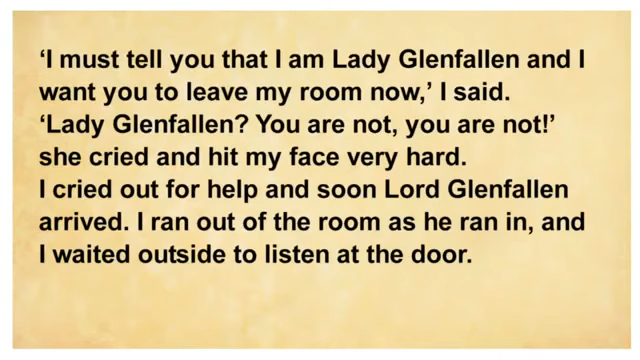 ‘I must tell you that I am Lady Glenfallen and I
want you to leave my room now,’ I said.
‘Lady Glenfallen? You are not, you are not!’
she cried and hit my face very hard.
I cried out for help and soon Lord Glenfallen
arrived. I ran out of the room as he ran in, and
I waited outside to listen at the door.